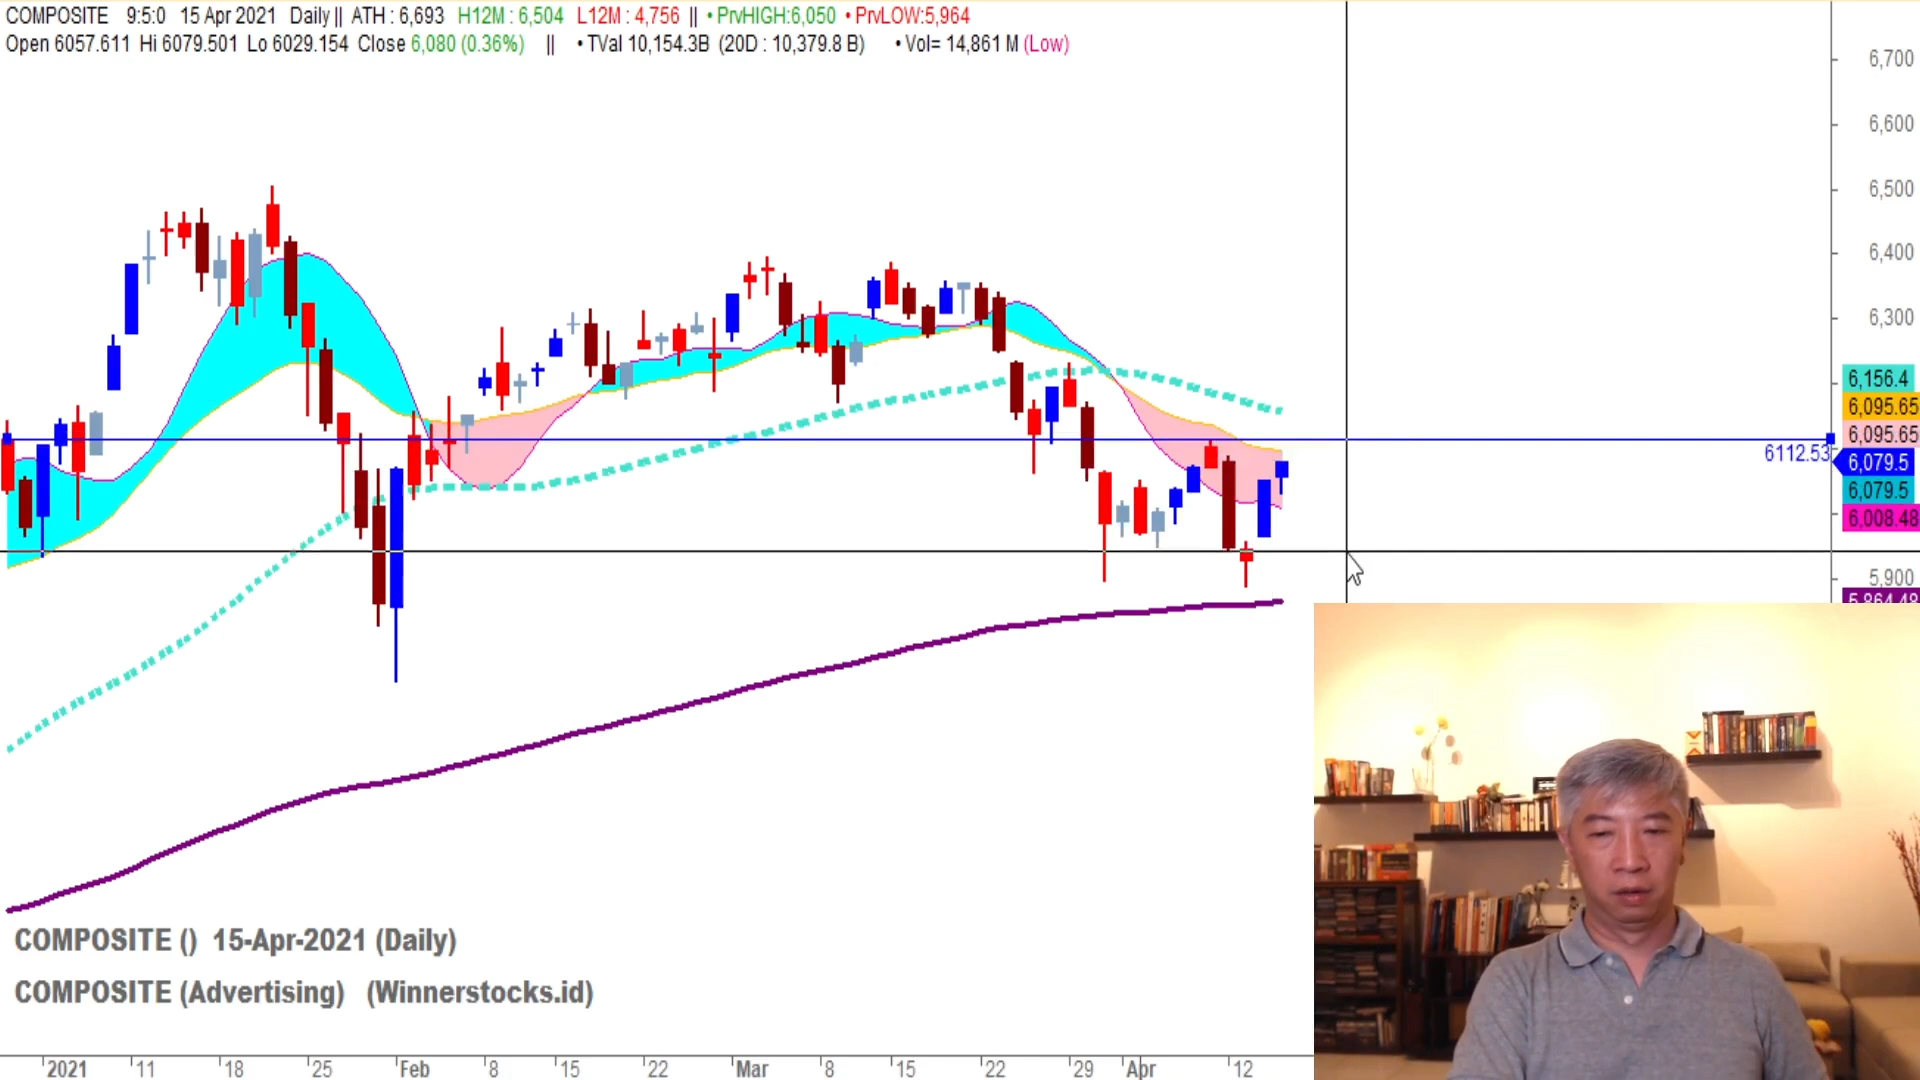 COMPOSITE 9:5:0 15 Apr 2021 Daily || ATH : 6,693 H12M : 6,504 L12M : 4,756 || • PrvHIGH:6,050 • PrvLOW:5,964
Open 6057.611 Hi 6079.501 Lo 6029.154 Close 6,080 (0.36%) || • TVal 10,154.3B (20D : 10,379.8 B) • Vol= 14,861 M (Low)
6,700
6,600
6,500
6,400
6,300
6,156.4
6,095.65
6,095.65
6112.53
6,079.5
6,079.5
6,008.48
5,900
5,864.48
COMPOSITE () 15-Apr-2021 (Daily)
COMPOSITE (Advertising) (Winnerstocks.id)
2021 11 18 25 Feb 8 15 22 Mar 8 15 22 29 Apr 12